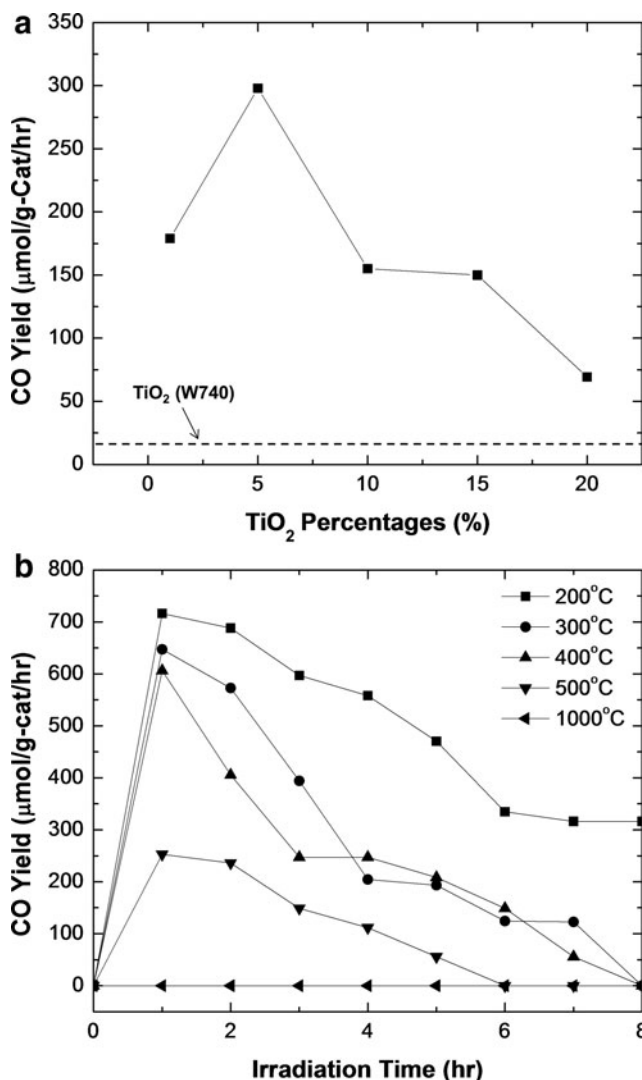 a
CO Yield (μmol/g-Cat/hr)
350
300
250
200
150
100
50
0
TiO₂ (W740)
0 5 10 15 20
TiO₂ Percentages (%)
b
CO Yield (μmol/g-cat/hr)
800
700
600
500
400
300
200
100
0
200°C
300°C
400°C
500°C
1000°C
0 2 4 6 8
Irradiation Time (hr)